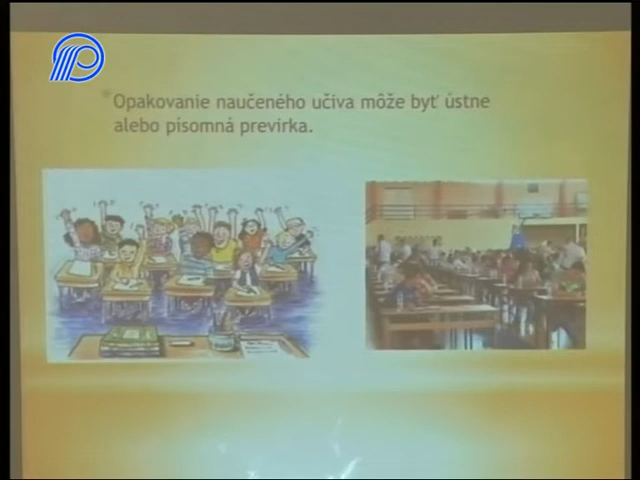 * Opakovanie naučeného učiva môže byť ústne
alebo písomná previrka.